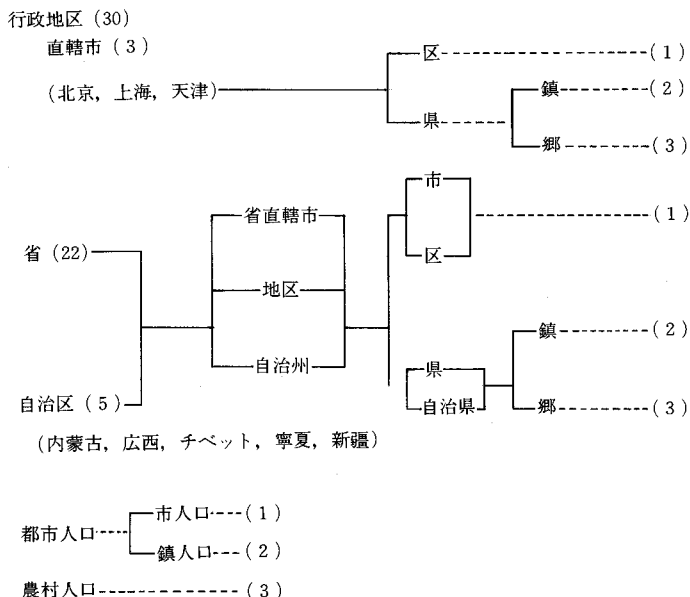 行政地区 (30)
直轄市 (3)
区 (1)
(北京, 上海, 天津)
鎮 (2)
県
郷 (3)
市
省直轄市 (1)
省 (22)
区
地区
鎮 (2)
自治州 県
自治区 (5) 自治県 郷 (3)
(内蒙古, 広西, チベット, 寧夏, 新疆)
市人口 (1)
都市人口
鎮人口 (2)
農村人口 (3)